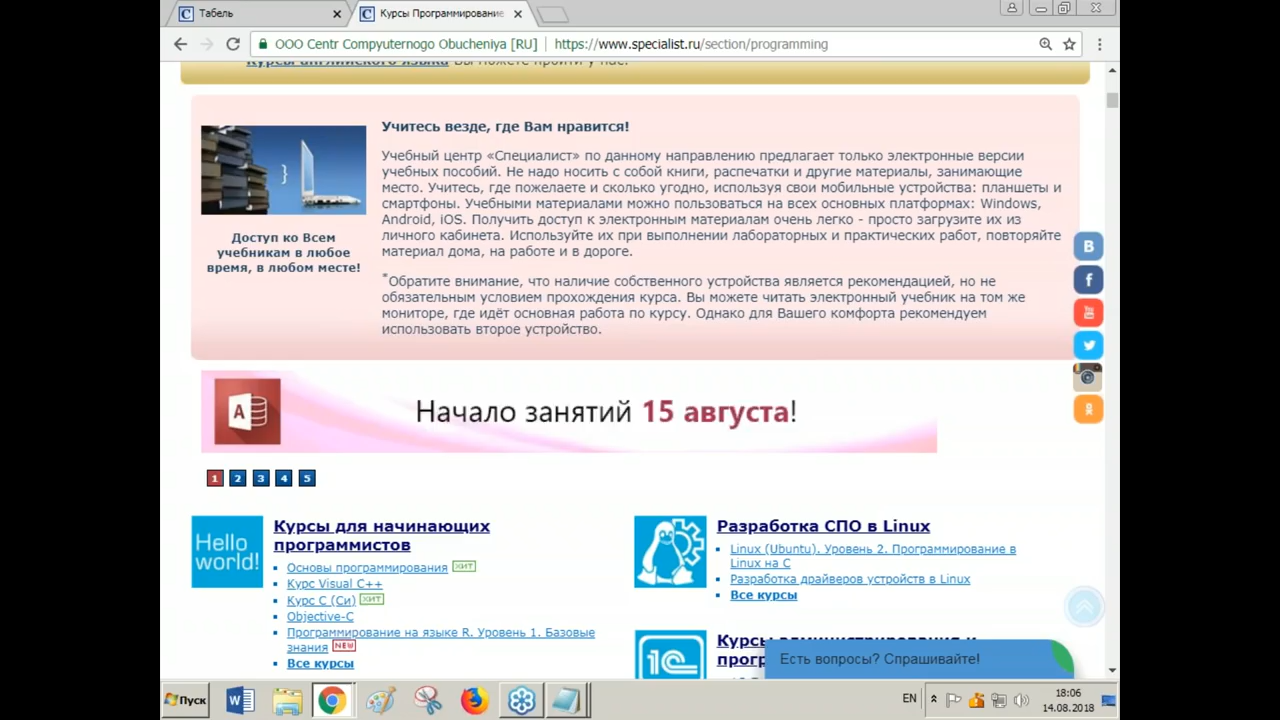 Табель
Курсы Программирование
ООО Centr Compyuternogo Obucheniya [RU]
https://www.specialist.ru/section/programming
Курсы английского языка Вы можете пройти у нас.
Учитесь везде, где Вам нравится!
Учебный центр «Специалист» по данному направлению предлагает только электронные версии
учебных пособий. Не надо носить с собой книги, распечатки и другие материалы, занимающие
место. Учитесь, где пожелаете и сколько угодно, используя свои мобильные устройства: планшеты и
смартфоны. Учебными материалами можно пользоваться на всех основных платформах: Windows,
Android, iOS. Получить доступ к электронным материалам очень легко - просто загрузите их из
личного кабинета. Используйте их при выполнении лабораторных и практических работ, повторяйте
материал дома, на работе и в дороге.
Доступ ко Всем
учебникам в любое
время, в любом месте!
*Обратите внимание, что наличие собственного устройства является рекомендацией, но не
обязательным условием прохождения курса. Вы можете читать электронный учебник на том же
мониторе, где идёт основная работа по курсу. Однако для Вашего комфорта рекомендуем
использовать второе устройство.
Начало занятий 15 августа!
1 2 3 4 5
Hello
world!
Курсы для начинающих
программистов
Основы программирования ХИТ
Курс Visual C++
Курс C (Си) ХИТ
Objective-C
Программирование на языке R. Уровень 1. Базовые
знания NEW
Все курсы
Разработка СПО в Linux
Linux (Ubuntu). Уровень 2. Программирование в
Linux на C
Разработка драйверов устройств в Linux
Все курсы
1С
Курсы администрирования и
Есть вопросы? Спрашивайте!
Пуск
EN
18:06
14.08.2018